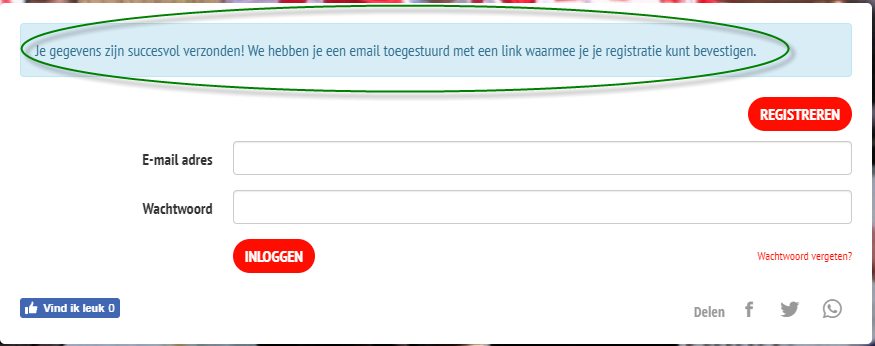 Je gegevens zijn succesvol verzonden! We hebben je een email toegestuurd met een link waarmee je je registratie kunt bevestigen.
REGISTREREN
E-mail adres
Wachtwoord
INLOGGEN
Wachtwoord vergeten?
Vind ik leuk 0
Delen